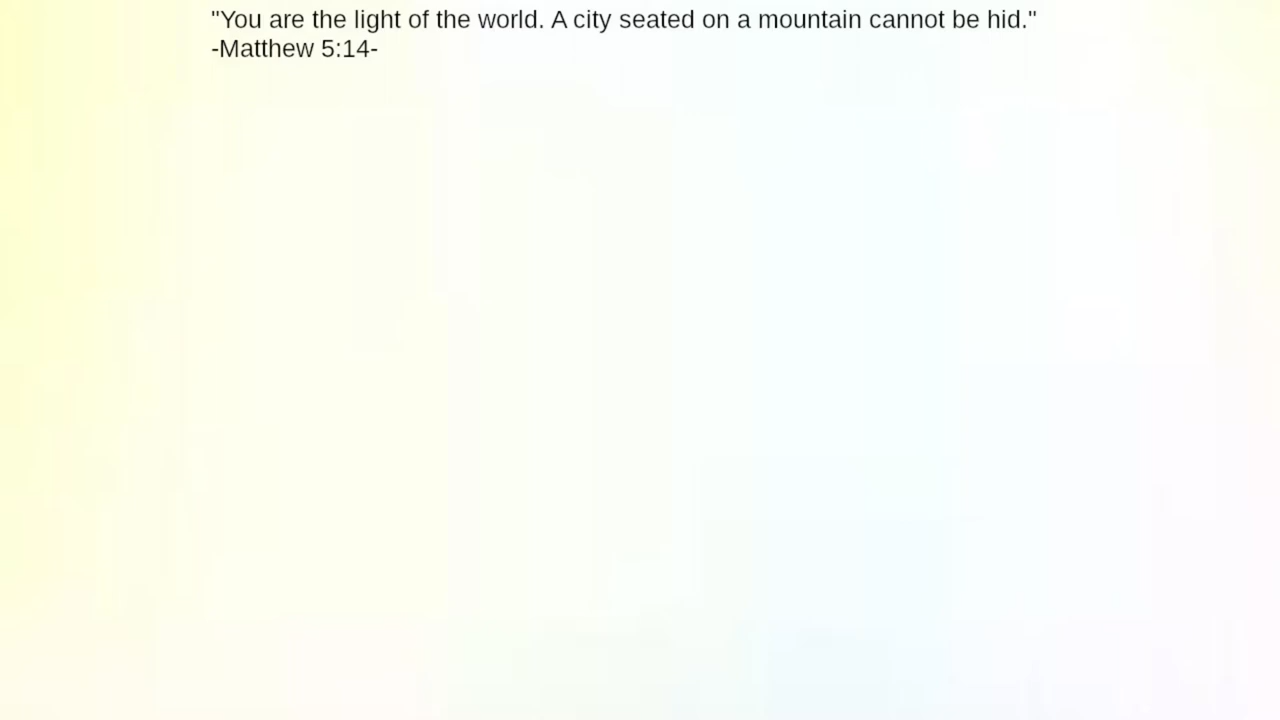 "You are the light of the world. A city seated on a mountain cannot be hid."
-Matthew 5:14-